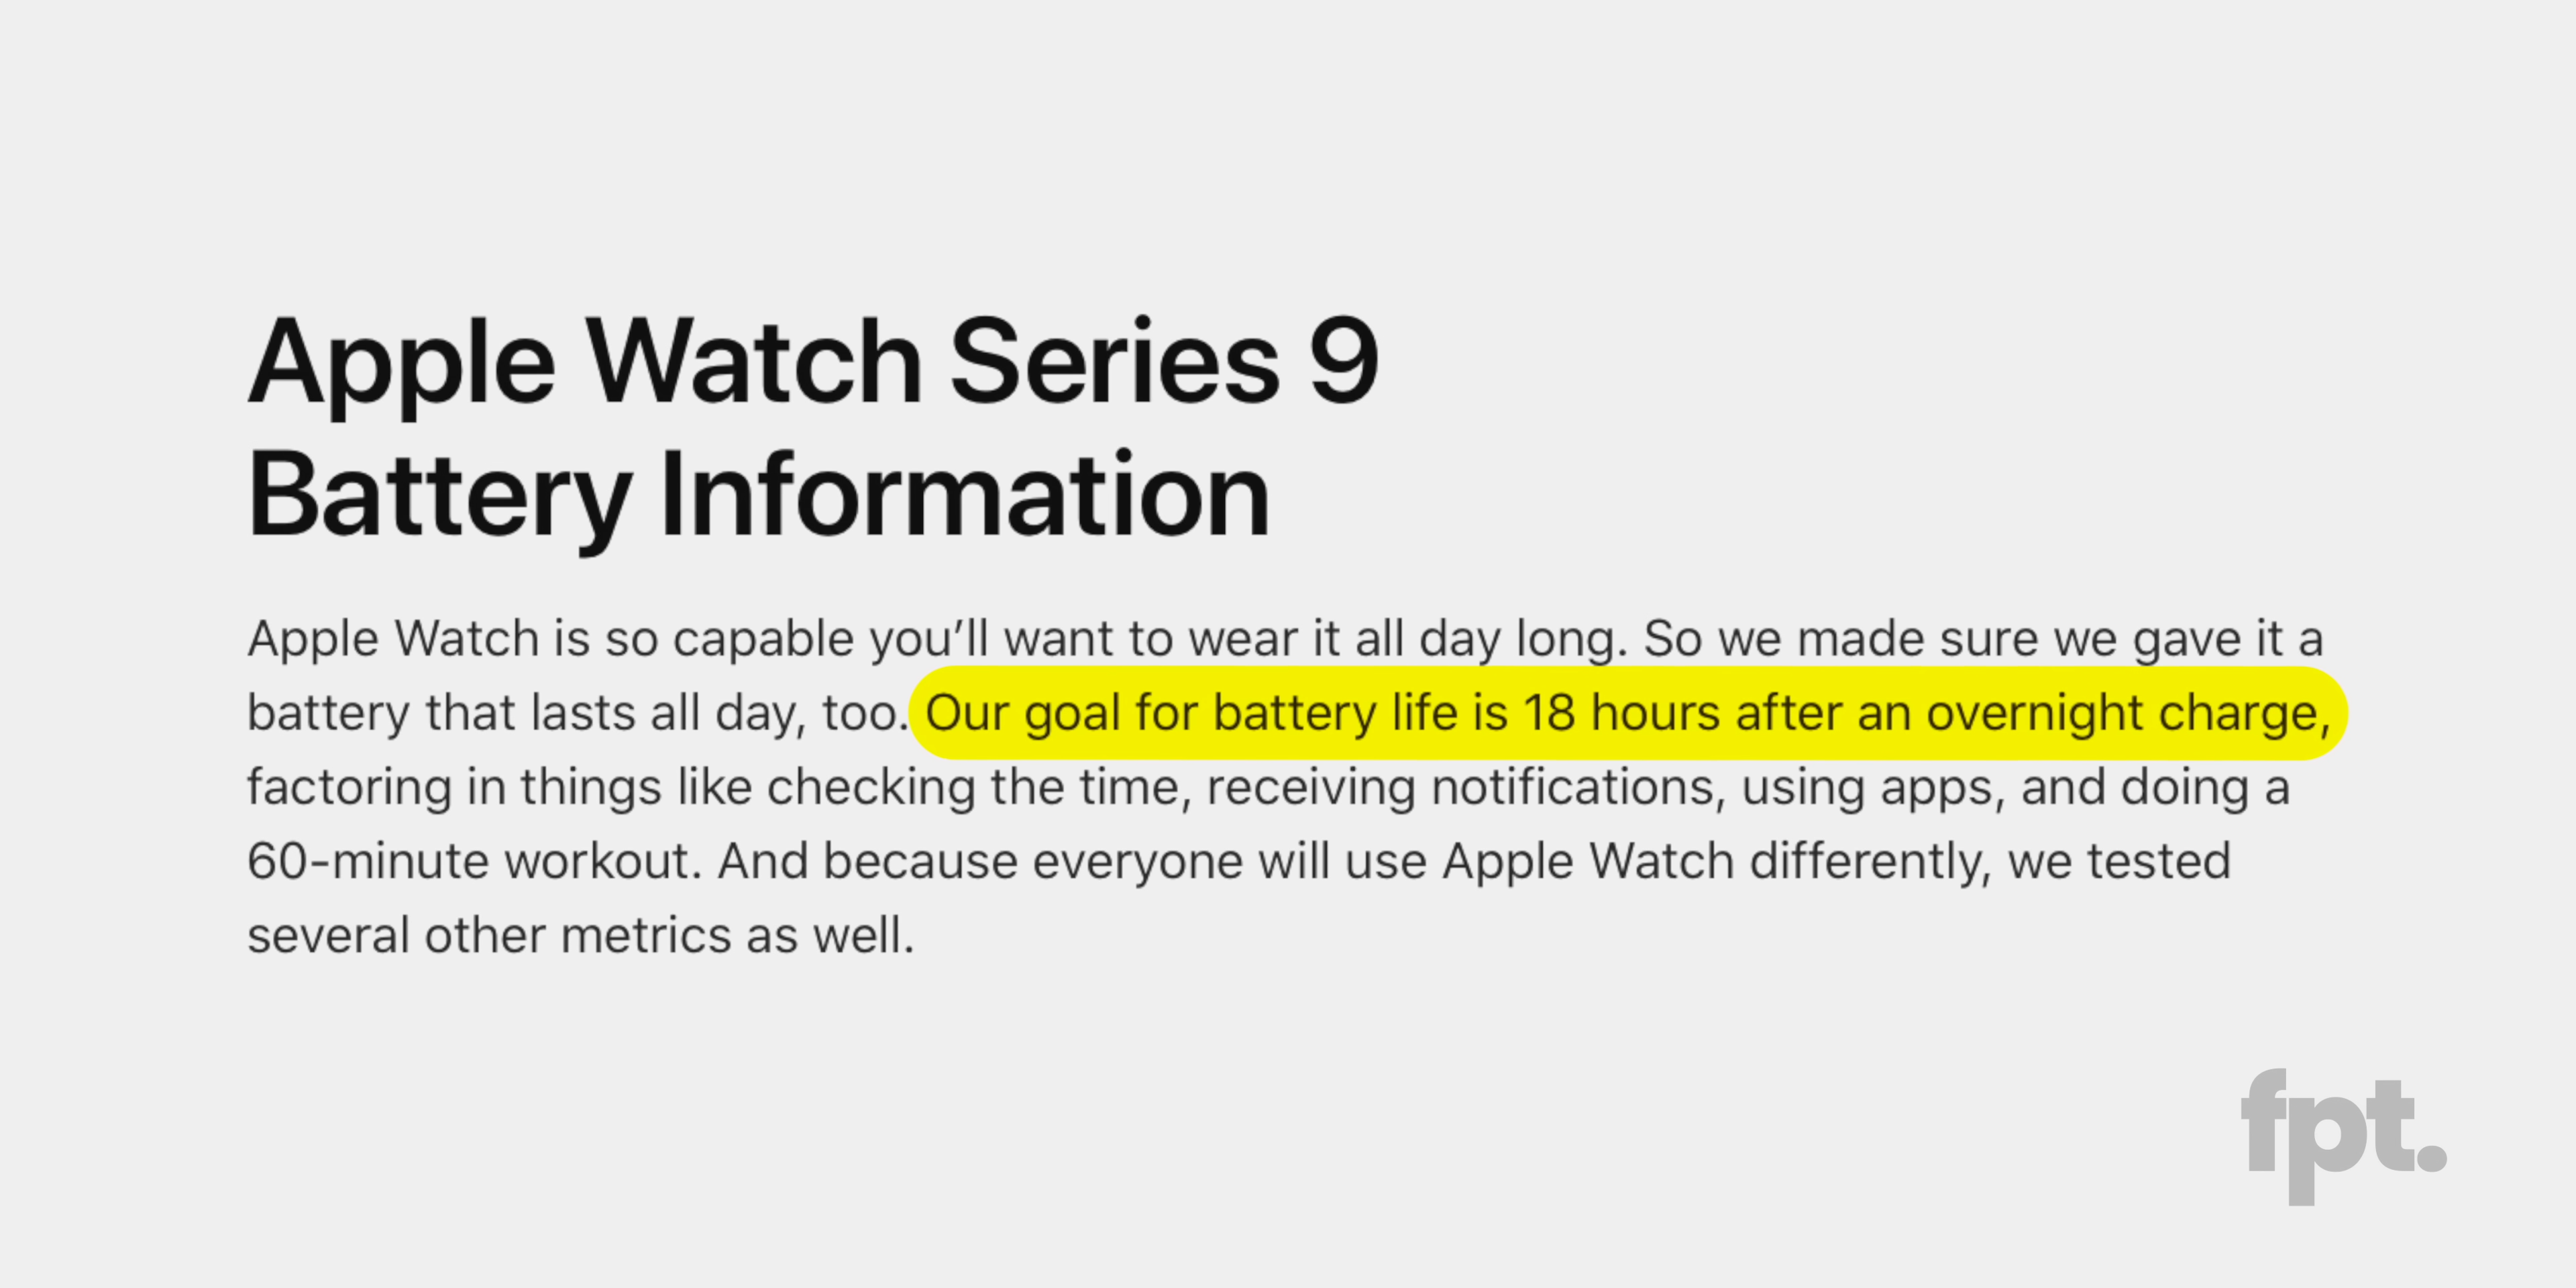 Apple Watch Series 9
Battery Information
Apple Watch is so capable you’ll want to wear it all day long. So we made sure we gave it a
battery that lasts all day, too. Our goal for battery life is 18 hours after an overnight charge,
factoring in things like checking the time, receiving notifications, using apps, and doing a
60-minute workout. And because everyone will use Apple Watch differently, we tested
several other metrics as well.
fpt.